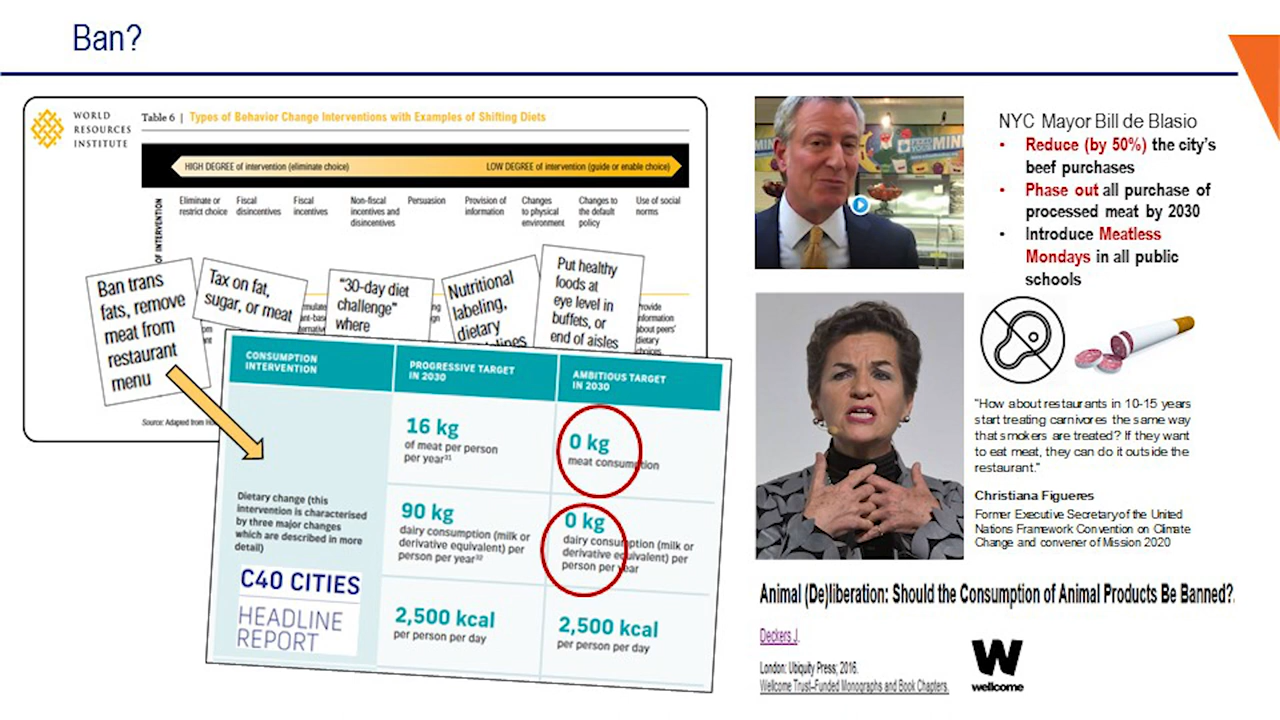 Ban?
WORLD
RESOURCES
INSTITUTE
Table 6 | Types of Behavior Change Interventions with Examples of Shifting Diets
HIGH DEGREE of intervention (eliminate choice)
LOW DEGREE of intervention (guide or enable choice)
OF INTERVENTION
Eliminate or
restrict choice
Fiscal
disincentives
Fiscal
incentives
Non-fiscal
incentives and
disincentives
Persuasion
Provision of
information
Changes
to physical
environment
Changes to
the default
policy
Use of social
norms
Ban trans
fats, remove
meat from
restaurant
menu
Tax on fat,
sugar, or meat
"30-day diet
challenge"
where
Nutritional
labeling,
dietary
Put healthy
foods at
eye level in
buffets, or
end of aisles
about peers'
dietary
choices
Source: Adapted from
CONSUMPTION
INTERVENTION
PROGRESSIVE TARGET
IN 2030
AMBITIOUS TARGET
IN 2030
Dietary change (this
intervention is characterised
by three major changes
which are described in more
detail)
C40 CITIES
HEADLINE
REPORT
16 kg
of meat per person
per year31
0 kg
meat consumption
90 kg
dairy consumption (milk or
derivative equivalent) per
person per year32
0 kg
dairy consumption (milk or
derivative equivalent) per
person per year
2,500 kcal
per person per day
2,500 kcal
per person per day
NYC Mayor Bill de Blasio
• Reduce (by 50%) the city's
beef purchases
• Phase out all purchase of
processed meat by 2030
• Introduce Meatless
Mondays in all public
schools
"How about restaurants in 10-15 years
start treating carnivores the same way
that smokers are treated? If they want
to eat meat, they can do it outside the
restaurant."
Christiana Figueres
Former Executive Secretary of the United
Nations Framework Convention on Climate
Change and convener of Mission 2020
Animal (De)liberation: Should the Consumption of Animal Products Be Banned?.
Deckers J.
London: Ubiquity Press; 2016.
Wellcome Trust–Funded Monographs and Book Chapters.
W
wellcome